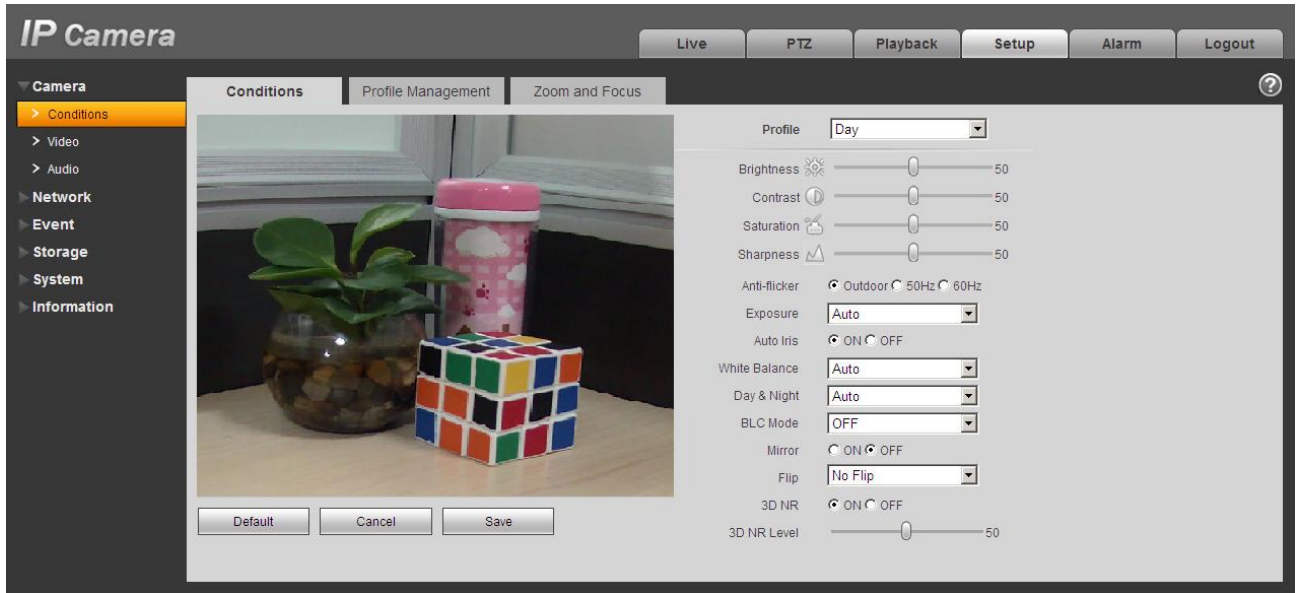 IP Camera
Live PTZ Playback Setup Alarm Logout
Camera
Conditions
Video
Audio
Network
Event
Storage
System
Information
Conditions Profile Management Zoom and Focus
?
Profile Day
Brightness 50
Contrast 50
Saturation 50
Sharpness 50
Anti-flicker Outdoor 50Hz 60Hz
Exposure Auto
Auto Iris ON OFF
White Balance Auto
Day & Night Auto
BLC Mode OFF
Mirror ON OFF
Flip No Flip
3D NR ON OFF
3D NR Level 50
Default Cancel Save